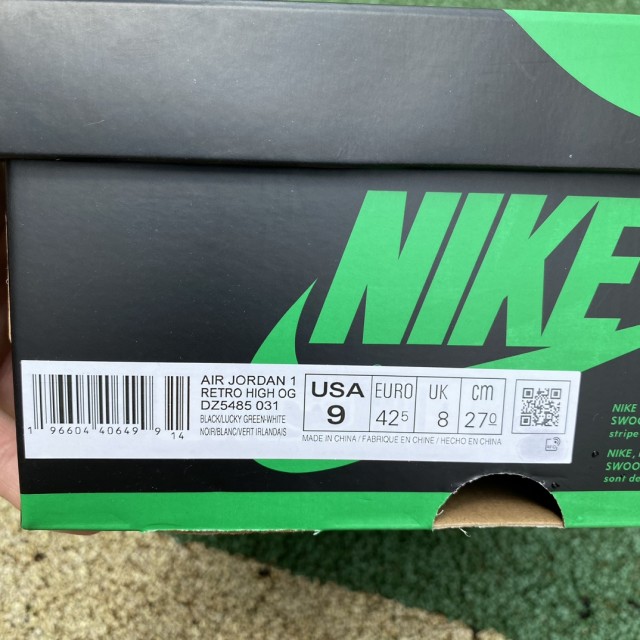 NIKE
AIR JORDAN 1
RETRO HIGH OG
DZ5485 031
BLACK/LUCKY GREEN-WHITE
NOIR/BLANC/VERT IRLANDAIS
1 96604 40649 9 14
USA EURO UK CM
9 42.5 8 27.0
MADE IN CHINA / FABRIQUE EN CHINE / HECHO EN CHINA
NIKE
SWOO
stripe
NIKE,
SWOO
sont de